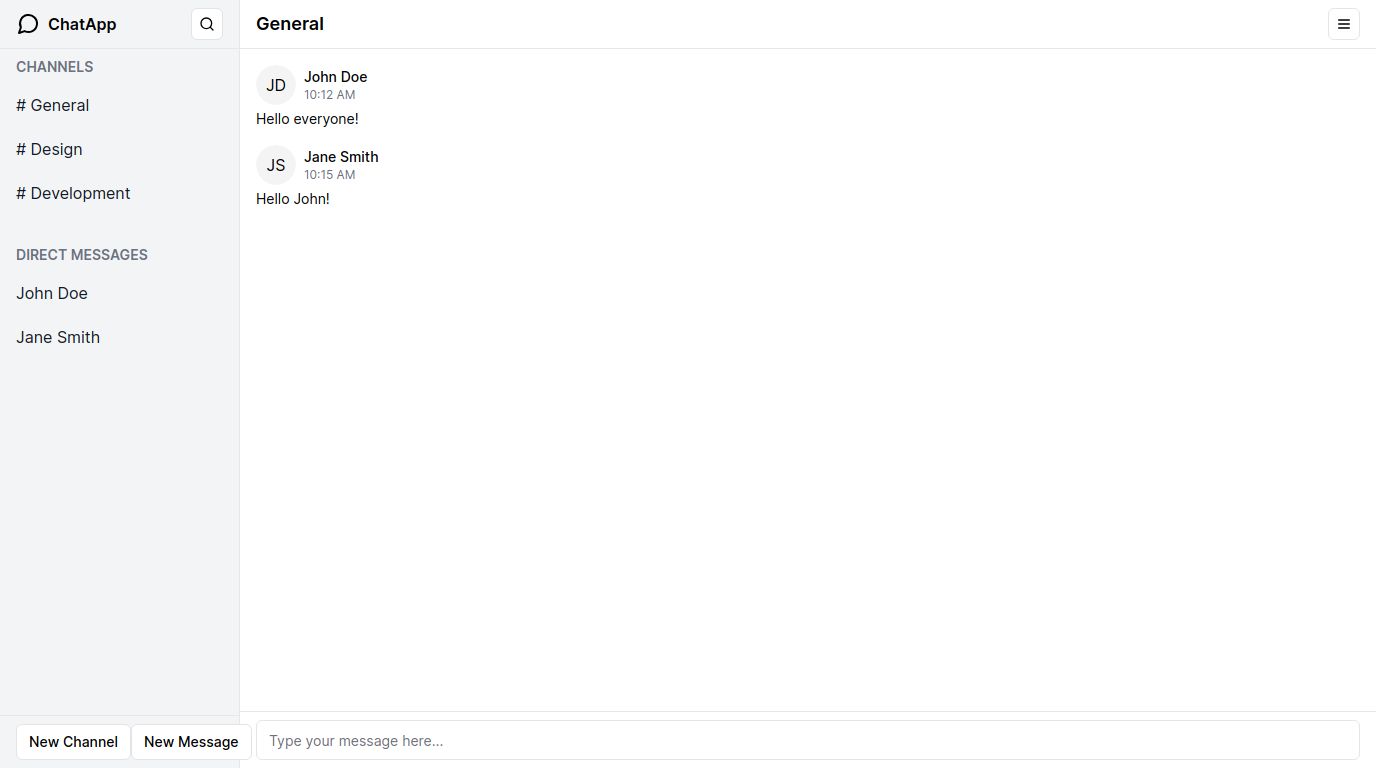 ChatApp
CHANNELS
# General
# Design
# Development
DIRECT MESSAGES
John Doe
Jane Smith
New Channel
New Message
General
JD
John Doe
10:12 AM
Hello everyone!
JS
Jane Smith
10:15 AM
Hello John!
Type your message here...